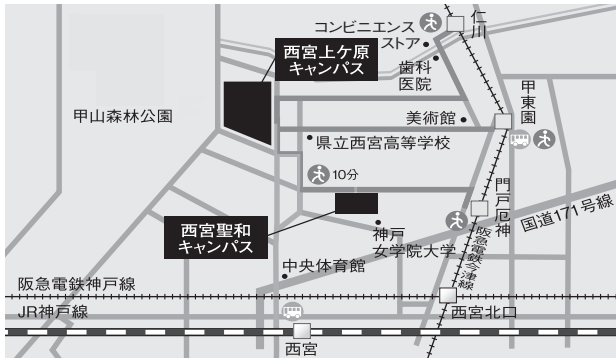 コンビニエンス
ストア
仁川
西宮上ケ原
キャンパス
歯科
医院
甲東園
甲山森林公園
美術館
県立西宮高等学校
10分
門戸厄神
西宮聖和
キャンパス
国道171号線
神戸
女学院大学
阪急電鉄今津線
中央体育館
阪急電鉄神戸線
西宮北口
JR神戸線
西宮